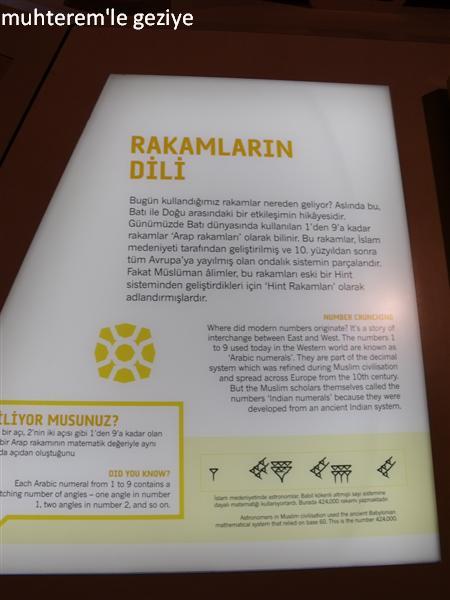 muhterem'le geziye
RAKAMLARIN
DİLİ
Bugün kullandığımız rakamlar nereden geliyor? Aslında bu,
Batı ile Doğu arasındaki bir etkileşimin hikâyesidir.
Günümüzde Batı dünyasında kullanılan 1'den 9'a kadar
rakamlar 'Arap rakamları' olarak bilinir. Bu rakamlar, İslam
medeniyeti tarafından geliştirilmiş ve 10. yüzyıldan sonra
tüm Avrupa'ya yayılmış olan ondalık sistemin parçalarıdır.
Fakat Müslüman âlimler, bu rakamları eski bir Hint
sisteminden geliştirdikleri için 'Hint Rakamları' olarak
adlandırmışlardır.
NUMBER CRUNCHING
Where did modern numbers originate? It's a story of
interchange between East and West. The numbers 1
to 9 used today in the Western world are known as
'Arabic numerals'. They are part of the decimal
system which was refined during Muslim civilisation
and spread across Europe from the 10th century.
But the Muslim scholars themselves called the
numbers 'Indian numerals' because they were
developed from an ancient Indian system.
İLİYOR MUSUNUZ?
bir açı, 2'nin iki açısı gibi 1'den 9'a kadar olan
bir Arap rakamının matematik değeriyle aynı
da açıdan oluştuğunu
DID YOU KNOW?
Each Arabic numeral from 1 to 9 contains a
tching number of angles – one angle in number
1, two angles in number 2, and so on.
İslam medeniyetinde astronomlar, Babil kökenli altmışlı sayı sistemine
dayalı matematiği kullanıyorlardı. Burada 424,000 rakamı yazmaktadır.
Astronomers in Muslim civilisation used the ancient Babylonian
mathematical system that relied on base 60. This is the number 424,000.